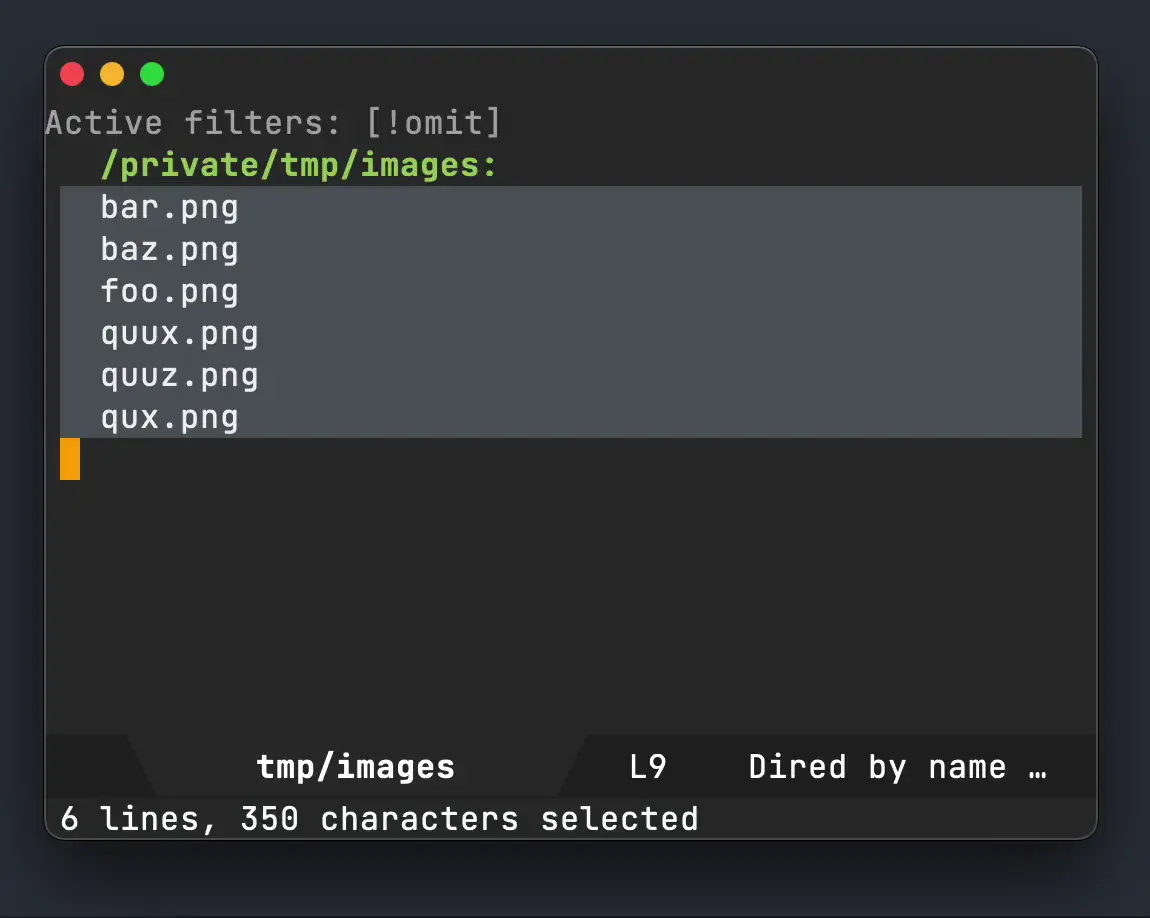 Active filters: [!omit]
/private/tmp/images:
bar.png
baz.png
foo.png
quux.png
quuz.png
qux.png
tmp/images L9 Dired by name …
6 lines, 350 characters selected